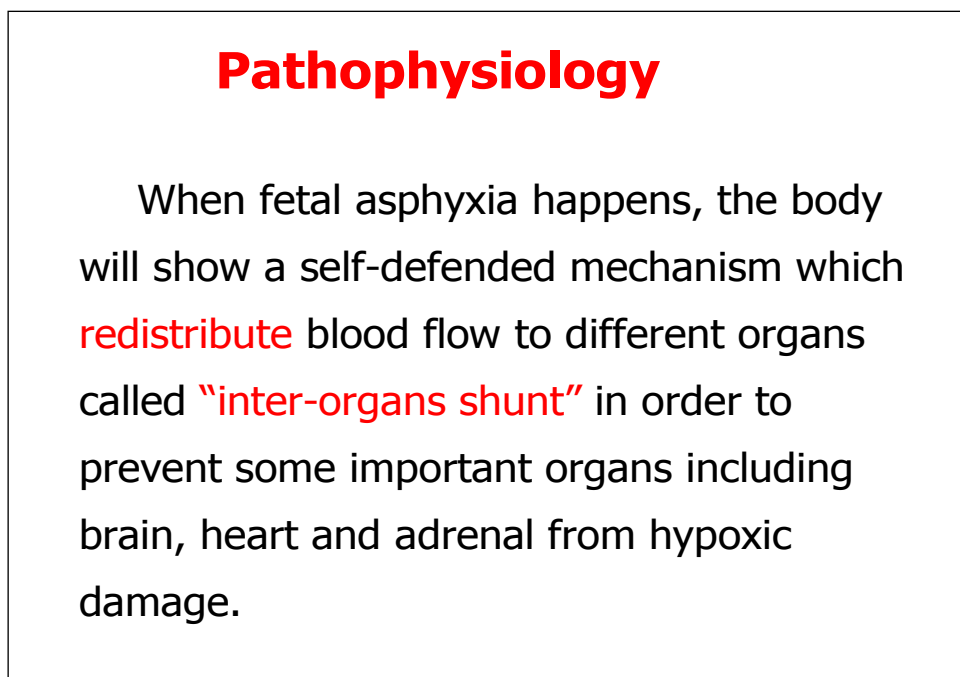 Pathophysiology
When fetal asphyxia happens, the body
will show a self-defended mechanism which
redistribute blood flow to different organs
called “inter-organs shunt” in order to
prevent some important organs including
brain, heart and adrenal from hypoxic
damage.